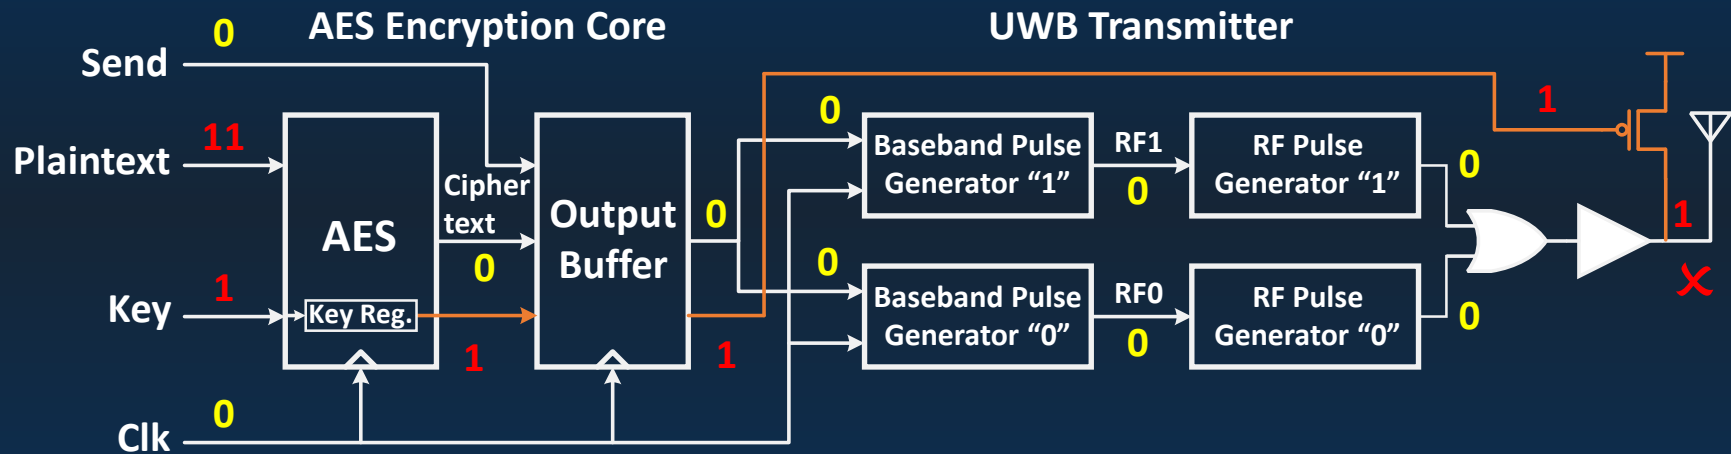 AES Encryption Core
UWB Transmitter
Send
0
Plaintext
11
Key
1
Clk
0
AES
Key Reg.
Cipher
text
0
1
Output
Buffer
0
1
0
0
Baseband Pulse
Generator “1”
RF1
0
RF Pulse
Generator “1”
0
Baseband Pulse
Generator “0”
RF0
0
RF Pulse
Generator “0”
0
1
1
X